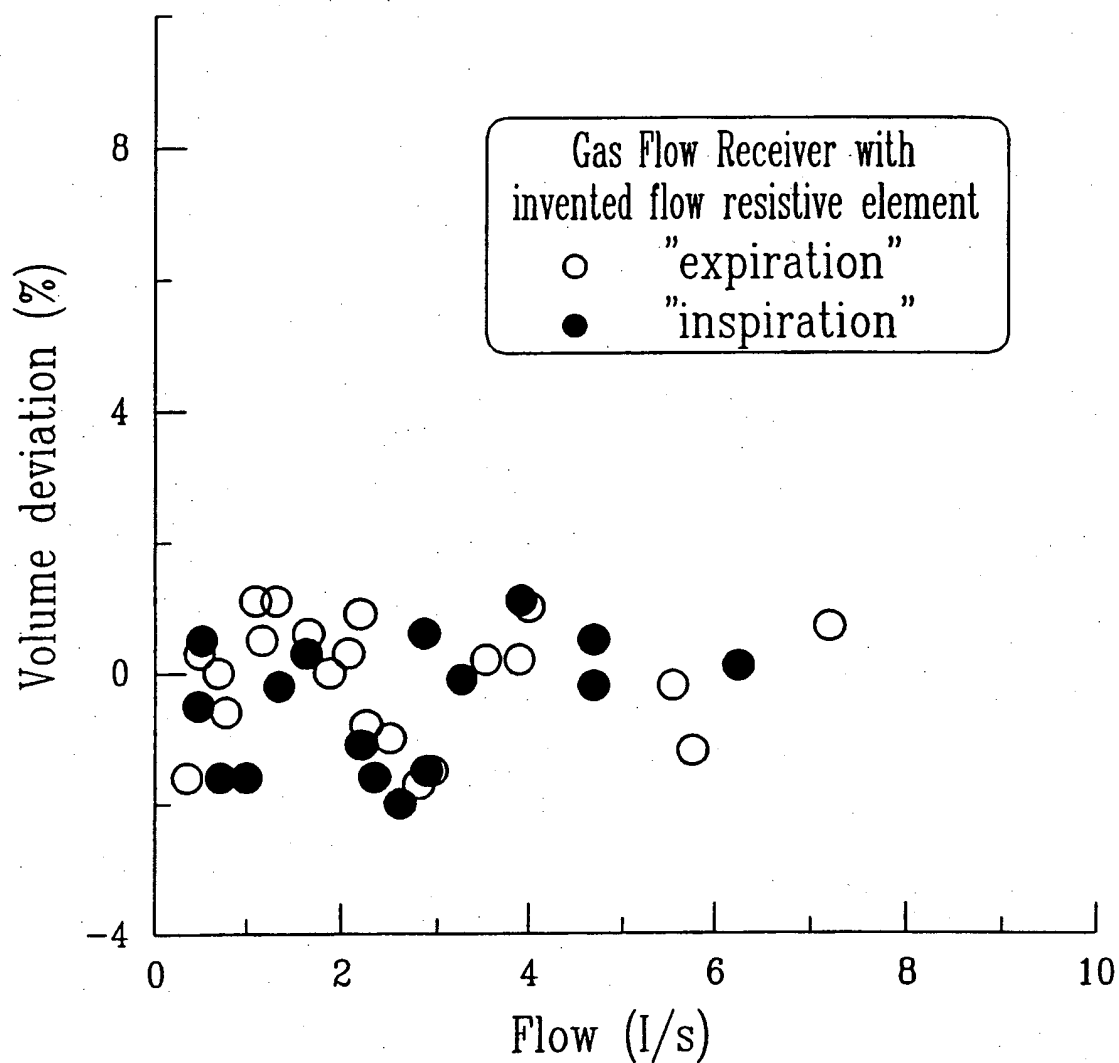 Gas Flow Receiver with
invented flow resistive element
"expiration"
"inspiration"
Volume deviation (%)
8
4
0
-4
0 2 4 6 8 10
Flow (I/s)